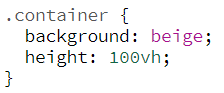 .container {
  background: beige;
  height: 100vh;
}